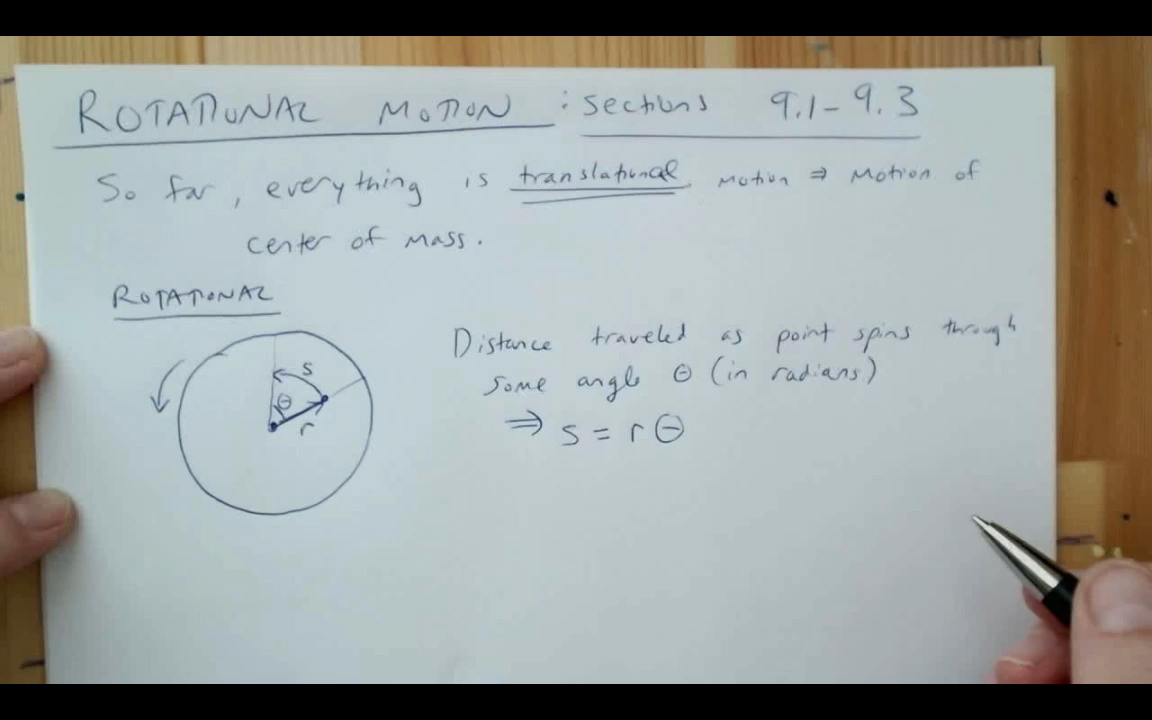 ROTATIONAL MOTION : sections 9.1 - 9.3
So far, everything is translational motion ⇒ motion of
center of mass.
ROTATIONAL
s
θ
r
Distance traveled as point spins through
some angle θ (in radians)
⇒ s = rθ